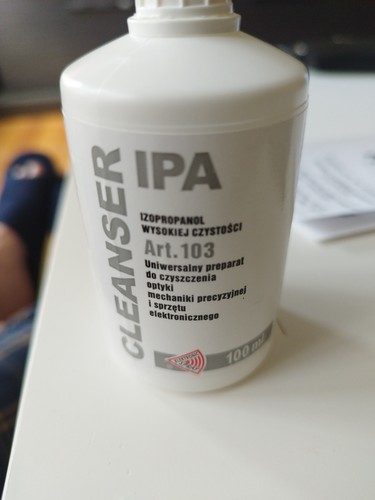 CLEANSER
IPA
IZOPROPANOL
WYSOKIEJ CZYSTOŚCI
Art.103
Uniwersalny preparat
do czyszczenia
optyki
mechaniki precyzyjnej
i sprzętu
elektronicznego
100 ml